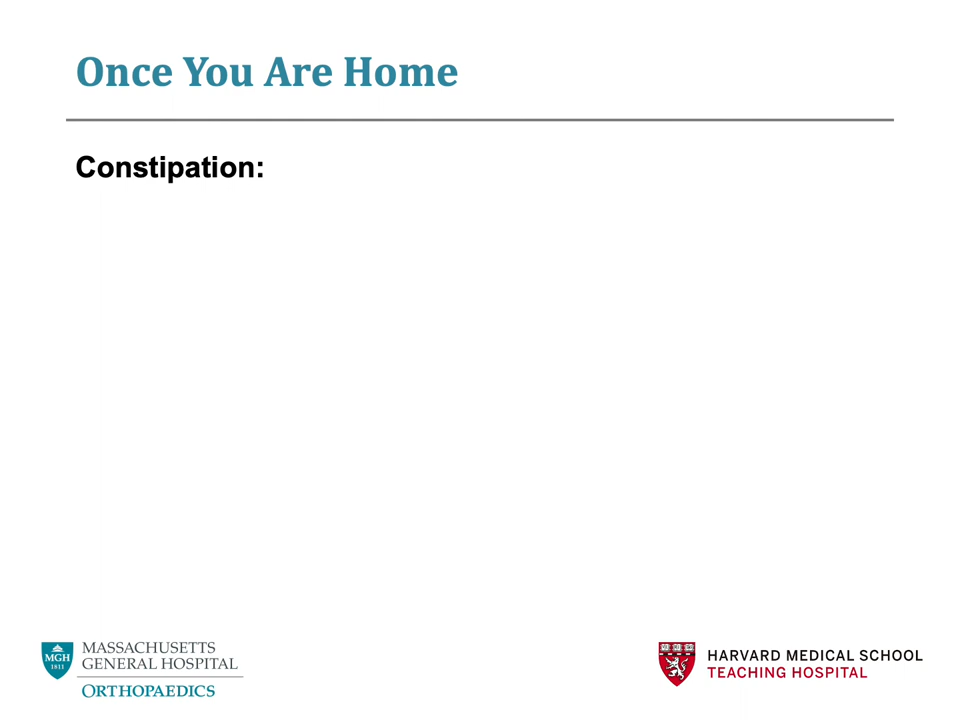 Once You Are Home
Constipation:
MGH
1811
MASSACHUSETTS
GENERAL HOSPITAL
ORTHOPAEDICS
HARVARD MEDICAL SCHOOL
TEACHING HOSPITAL